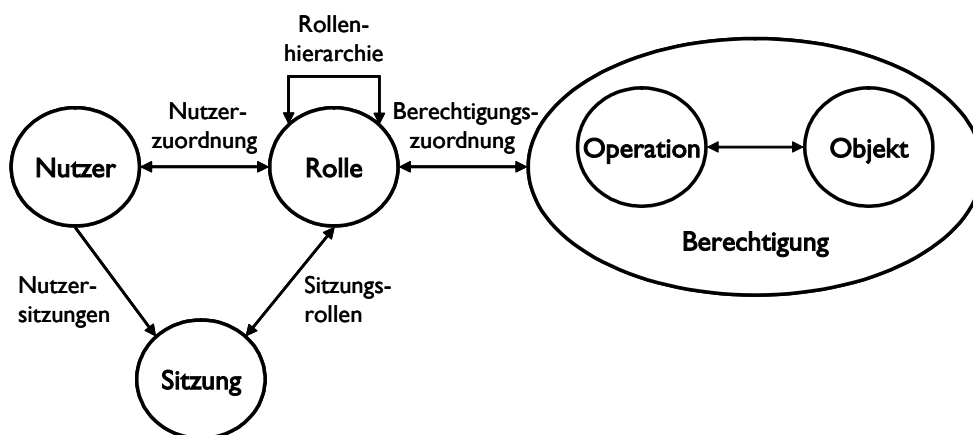 Rollen-
hierarchie
Nutzer-
zuordnung
Berechtigungs-
zuordnung
Nutzer
Rolle
Operation
Objekt
Berechtigung
Nutzer-
sitzungen
Sitzungs-
rollen
Sitzung